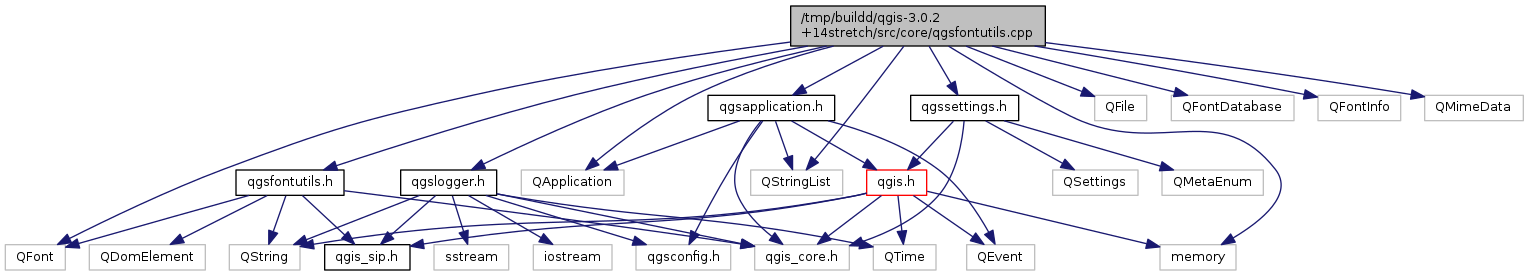 /tmp/buildd/qgis-3.0.2
+14stretch/src/core/qgsfontutils.cpp
qgsapplication.h
qgssettings.h
QFile
QFontDatabase
QFontInfo
QMimeData
qgsfontutils.h
qgslogger.h
QApplication
QStringList
qgis.h
QSettings
QMetaEnum
QFont
QDomElement
QString
qgis_sip.h
sstream
iostream
qgsconfig.h
qgis_core.h
QTime
QEvent
memory